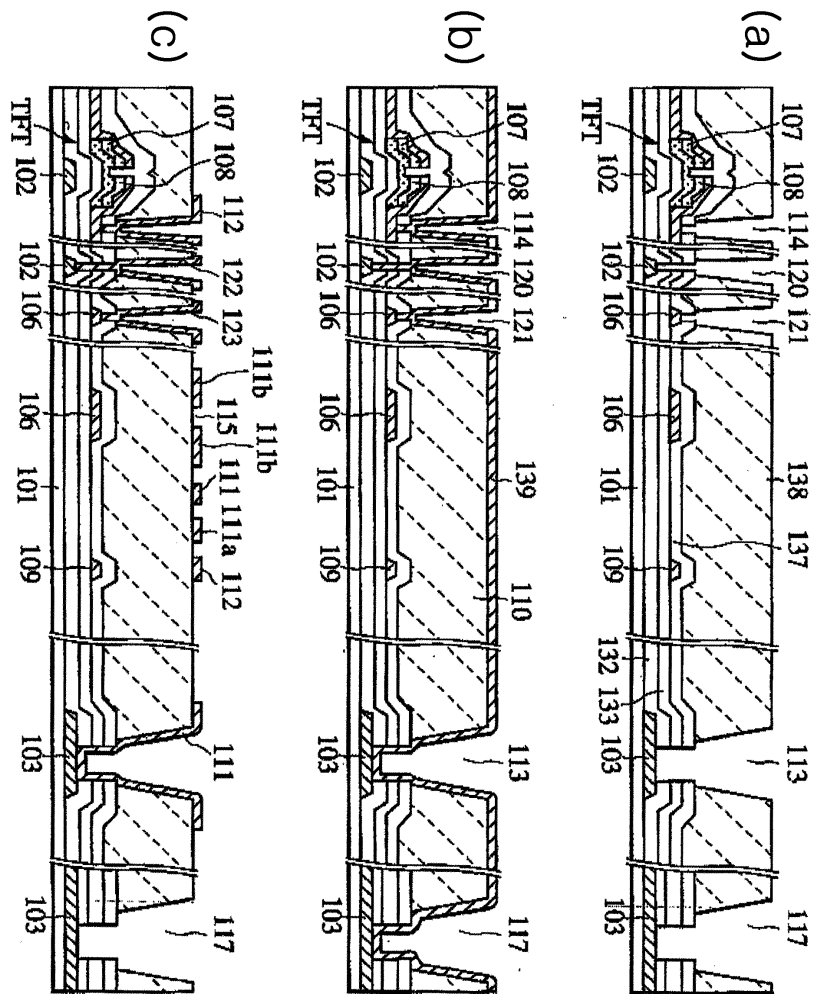 (a)
107 108 114 120 121 138 137 113 117
TFT 102 102 106 106 101 109 132 133 103 103
(b)
107 108 114 120 121 139 110 113 117
TFT 102 102 106 106 101 109 103 103
(c)
107 108 112 122 123 111b 115 111b 111 111a 112 111 117
TFT 102 102 106 106 101 109 103 103